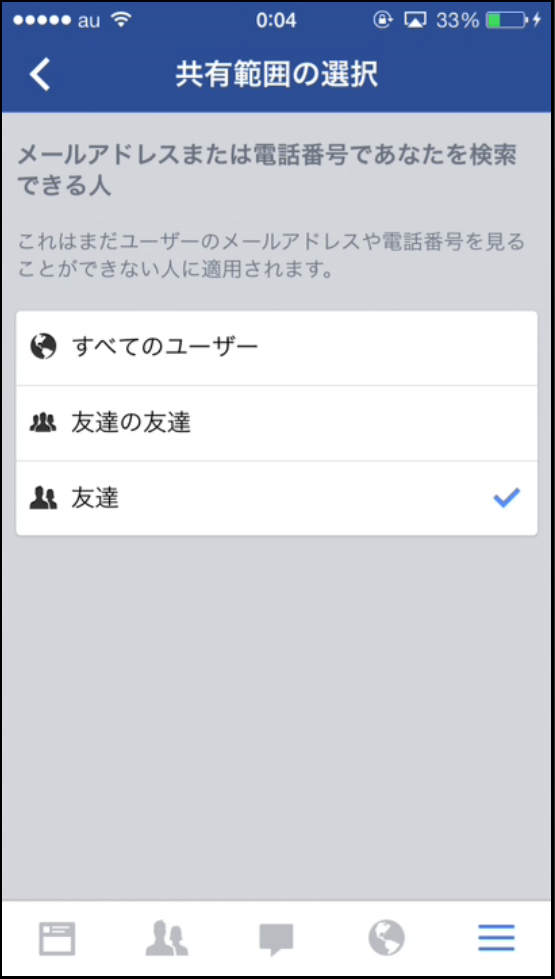 au 0:04 33%
共有範囲の選択
メールアドレスまたは電話番号であなたを検索
できる人
これはまだユーザーのメールアドレスや電話番号を見る
ことができない人に適用されます。
すべてのユーザー
友達の友達
友達